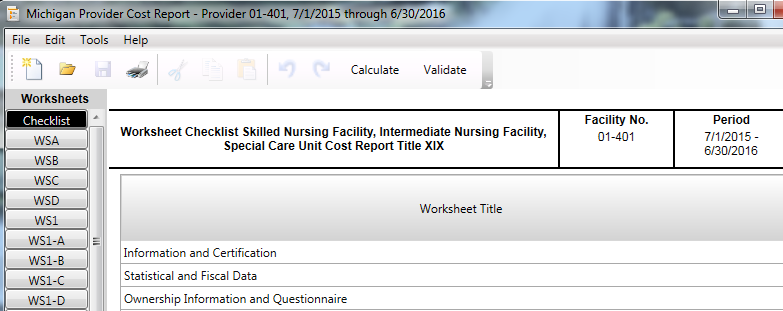 Michigan Provider Cost Report - Provider 01-401, 7/1/2015 through 6/30/2016
File Edit Tools Help
Calculate Validate
Worksheets
Checklist
WSA
WSB
WSC
WSD
WS1
WS1-A
WS1-B
WS1-C
WS1-D
Worksheet Checklist Skilled Nursing Facility, Intermediate Nursing Facility,
Special Care Unit Cost Report Title XIX
Facility No.
01-401
Period
7/1/2015 -
6/30/2016
Worksheet Title
Information and Certification
Statistical and Fiscal Data
Ownership Information and Questionnaire